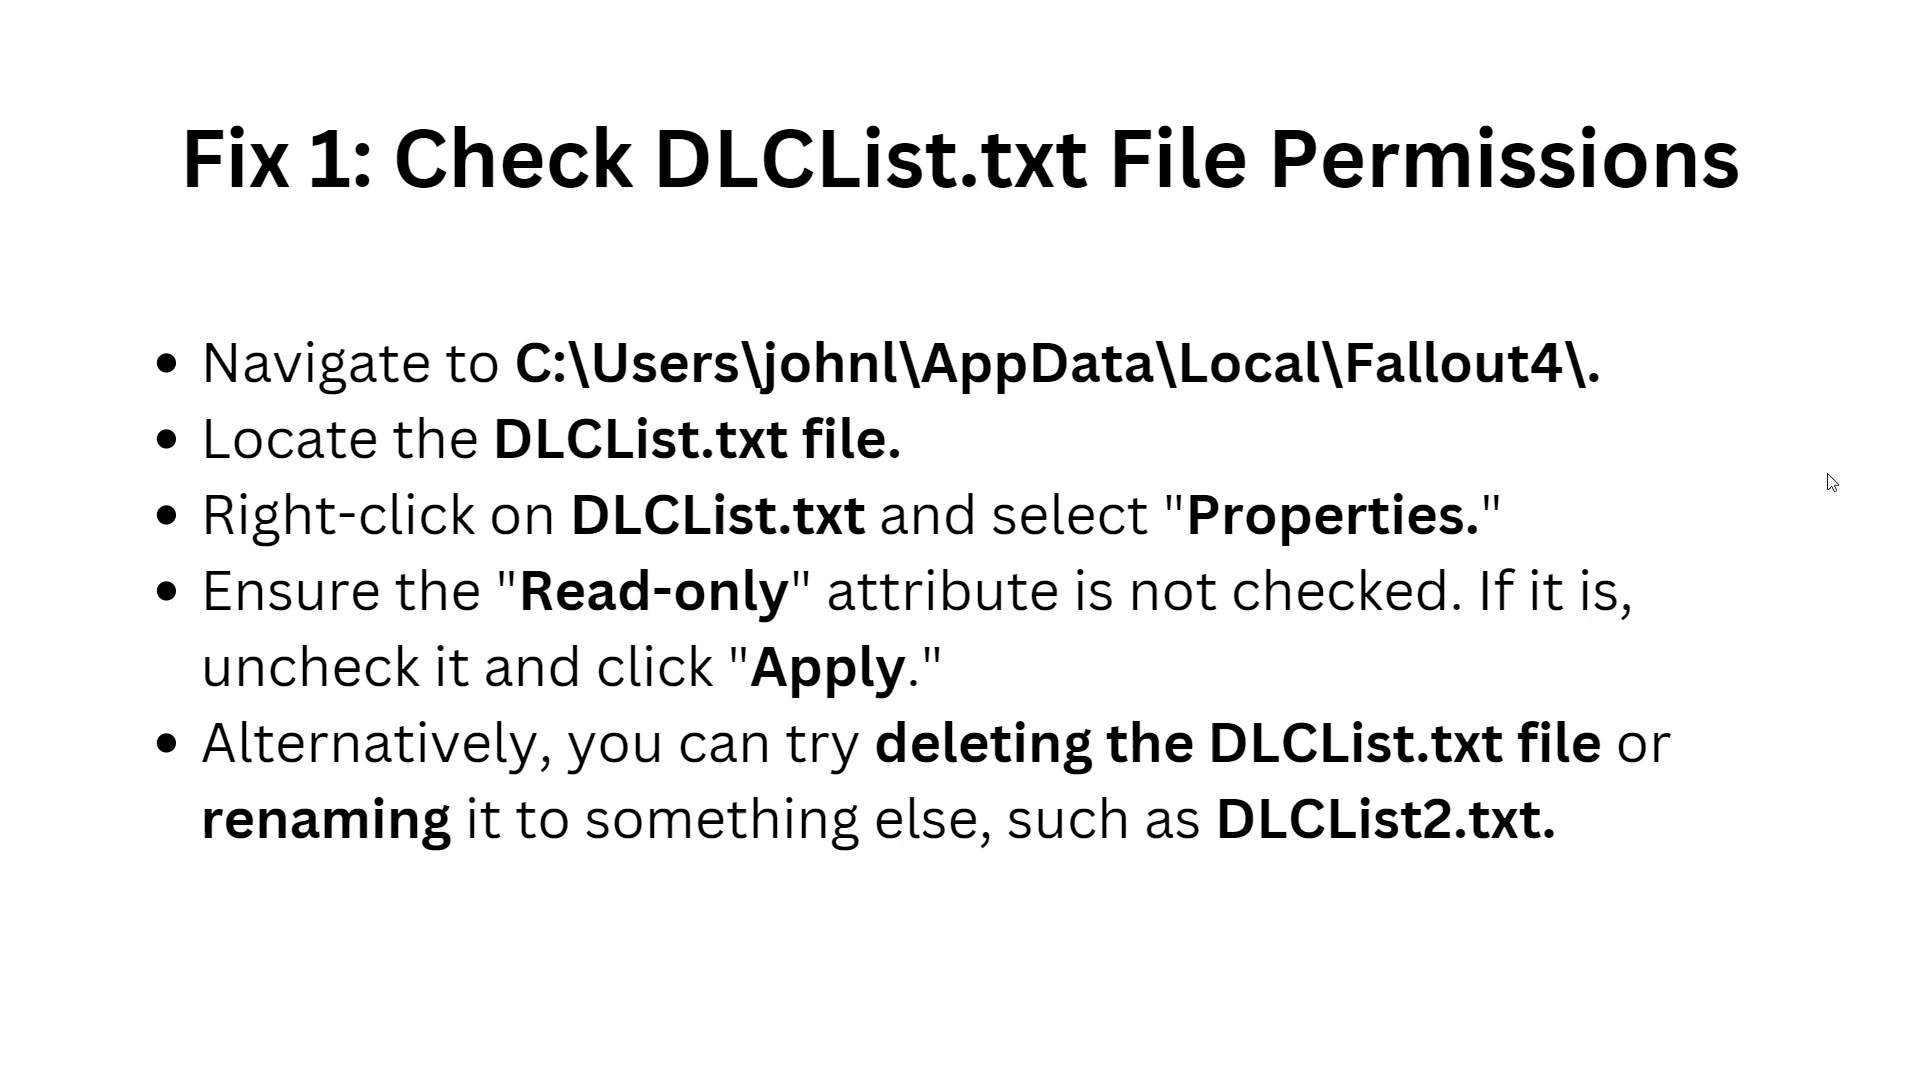 Fix 1: Check DLCList.txt File Permissions
• Navigate to C:\Users\johnl\AppData\Local\Fallout4\.
• Locate the DLCList.txt file.
• Right-click on DLCList.txt and select "Properties."
• Ensure the "Read-only" attribute is not checked. If it is,
uncheck it and click "Apply."
• Alternatively, you can try deleting the DLCList.txt file or
renaming it to something else, such as DLCList2.txt.